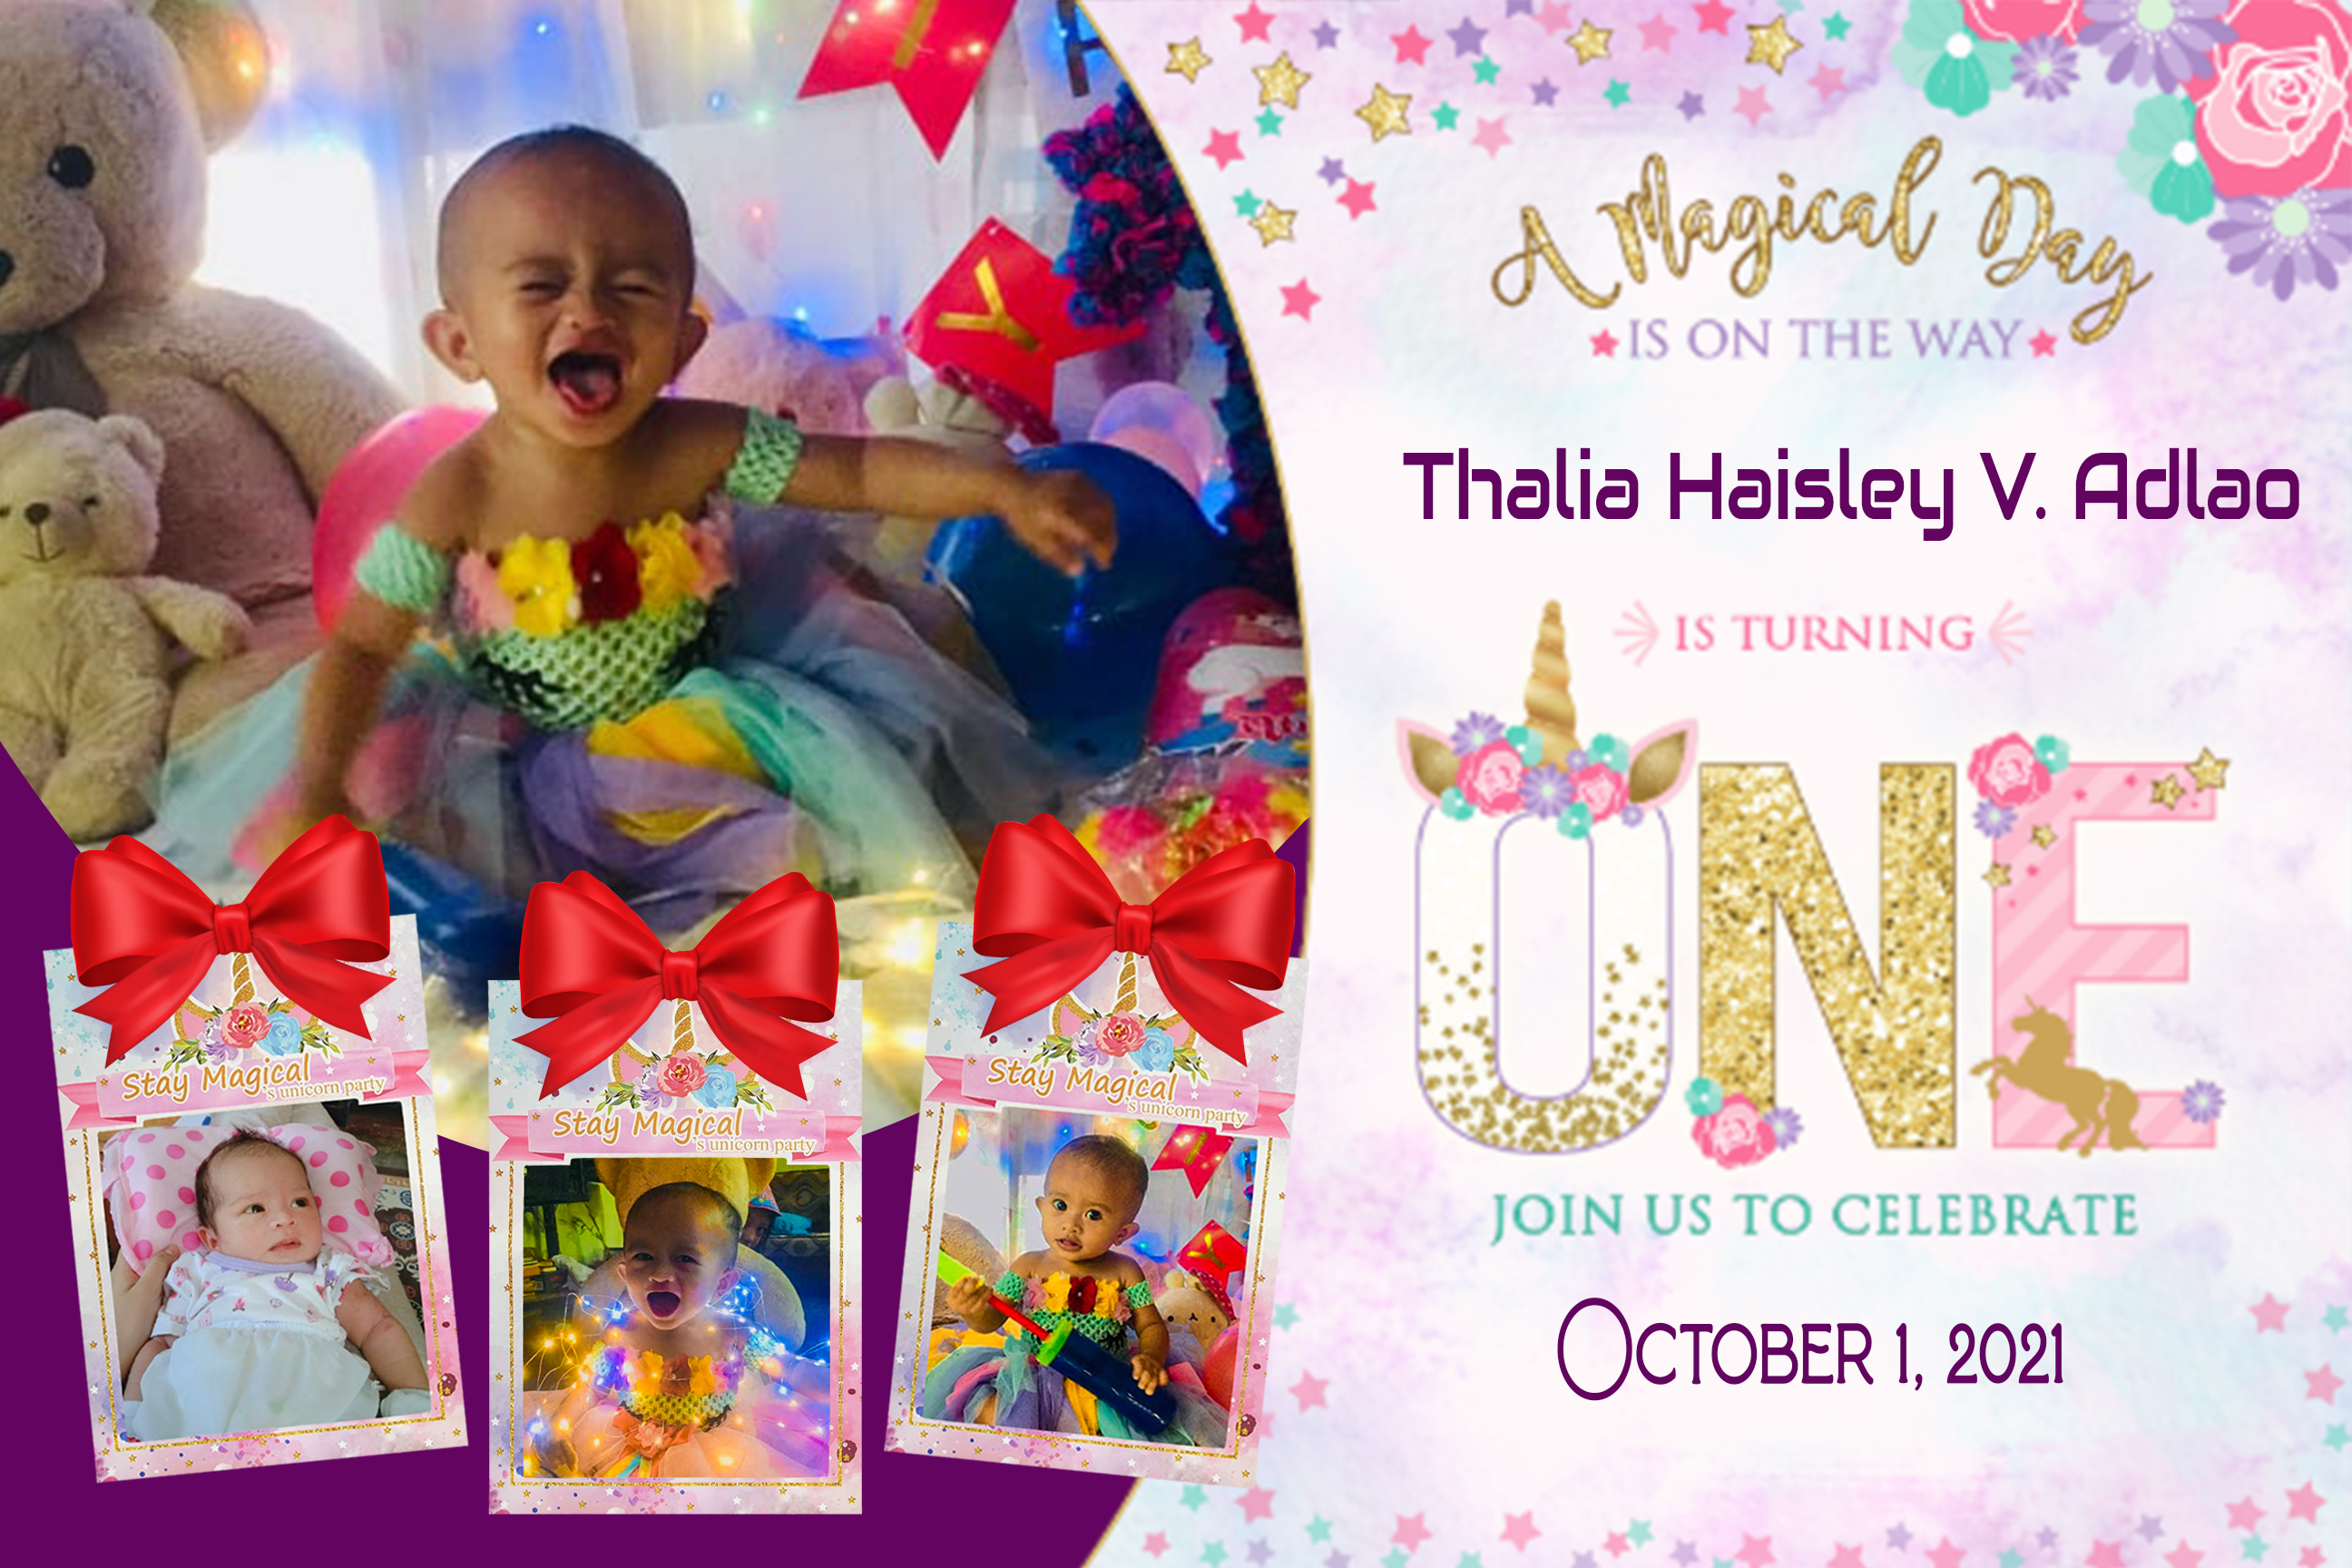 Y
A Magical Day
IS ON THE WAY
Thalia Haisley V. Adlao
IS TURNING
ONE
JOIN US TO CELEBRATE
OCTOBER 1, 2021
Stay Magical
's unicorn party
Stay Magical
's unicorn party
Stay Magical
's unicorn party
Y